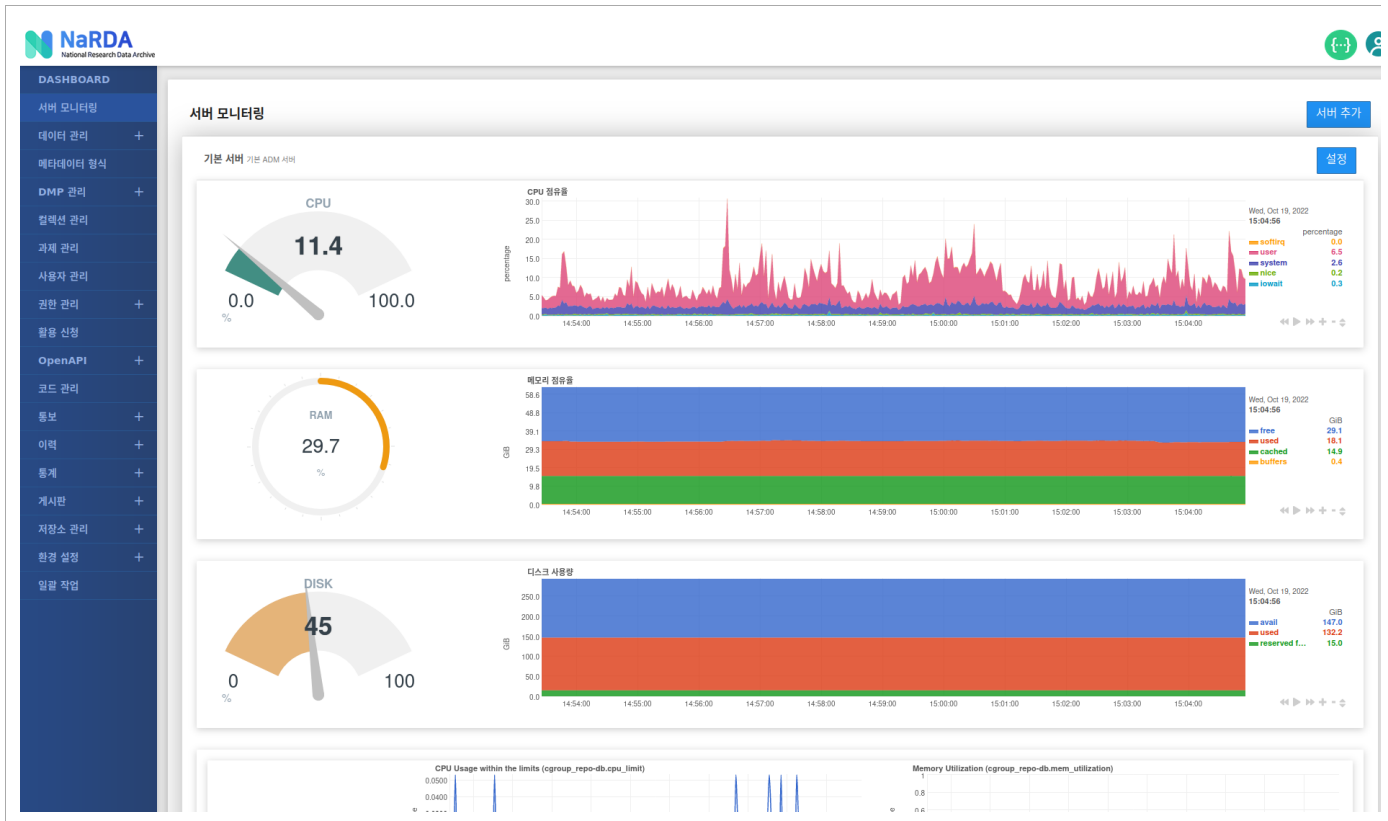 NaRDA
National Research Data Archive
{··}
DASHBOARD
서버 모니터링
데이터 관리 +
메타데이터 형식
DMP 관리 +
컬렉션 관리
과제 관리
사용자 관리
권한 관리 +
활용 신청
OpenAPI +
코드 관리
통보 +
이력 +
통계 +
게시판 +
저장소 관리 +
환경 설정 +
일괄 작업
서버 모니터링
서버 추가
기본 서버 기본 ADM 서버
설정
CPU
11.4
0.0
100.0
%
CPU 점유율
percentage
30.0
25.0
20.0
15.0
10.0
5.0
0.0
14:54:00 14:55:00 14:56:00 14:57:00 14:58:00 14:59:00 15:00:00 15:01:00 15:02:00 15:03:00 15:04:00
Wed, Oct 19, 2022
15:04:56
percentage
softirq 0.0
user 6.5
system 2.6
nice 0.2
iowait 0.3
RAM
29.7
%
메모리 점유율
GiB
58.6
48.8
39.1
29.3
19.5
9.8
0.0
14:54:00 14:55:00 14:56:00 14:57:00 14:58:00 14:59:00 15:00:00 15:01:00 15:02:00 15:03:00 15:04:00
Wed, Oct 19, 2022
15:04:56
GiB
free 29.1
used 18.1
cached 14.9
buffers 0.4
DISK
45
0
100
%
디스크 사용량
GiB
250.0
200.0
150.0
100.0
50.0
0.0
14:54:00 14:55:00 14:56:00 14:57:00 14:58:00 14:59:00 15:00:00 15:01:00 15:02:00 15:03:00 15:04:00
Wed, Oct 19, 2022
15:04:56
GiB
avail 147.0
used 132.2
reserved f... 15.0
CPU Usage within the limits (cgroup_repo-db.cpu_limit)
0.0500
0.0400
Memory Utilization (cgroup_repo-db.mem_utilization)
1
0.8
0.6